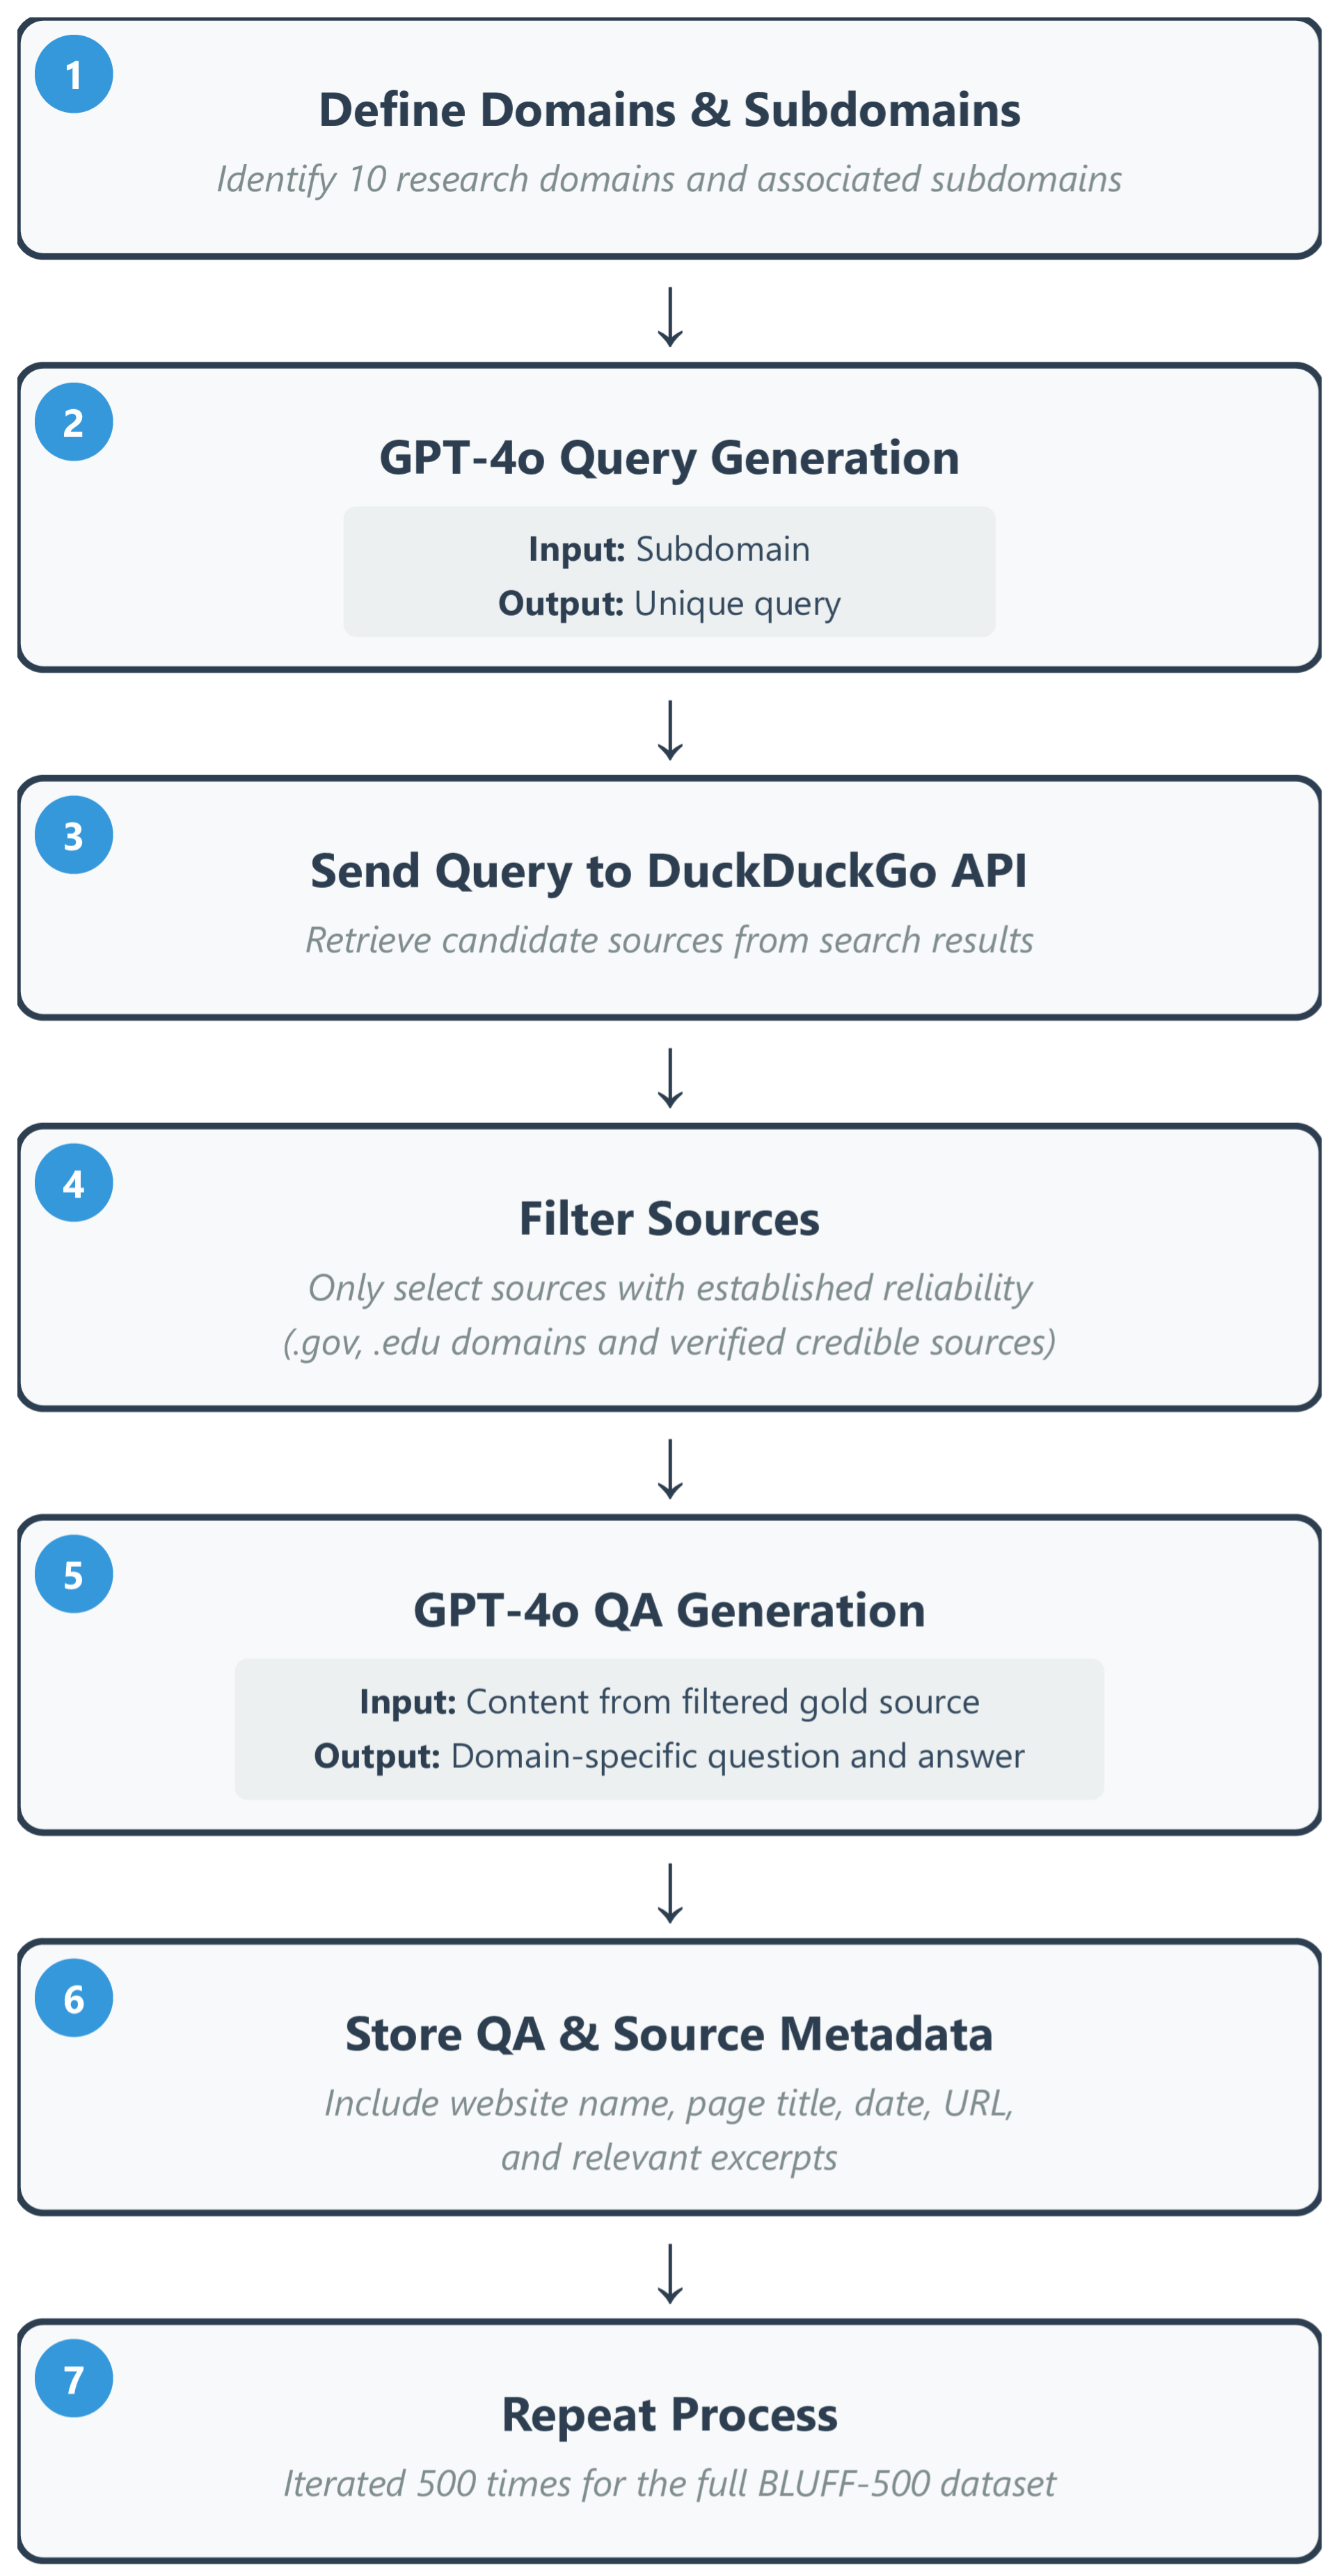 1
Define Domains & Subdomains
Identify 10 research domains and associated subdomains
2
GPT-4o Query Generation
Input: Subdomain
Output: Unique query
3
Send Query to DuckDuckGo API
Retrieve candidate sources from search results
4
Filter Sources
Only select sources with established reliability
(.gov, .edu domains and verified credible sources)
5
GPT-4o QA Generation
Input: Content from filtered gold source
Output: Domain-specific question and answer
6
Store QA & Source Metadata
Include website name, page title, date, URL,
and relevant excerpts
7
Repeat Process
Iterated 500 times for the full BLUFF-500 dataset